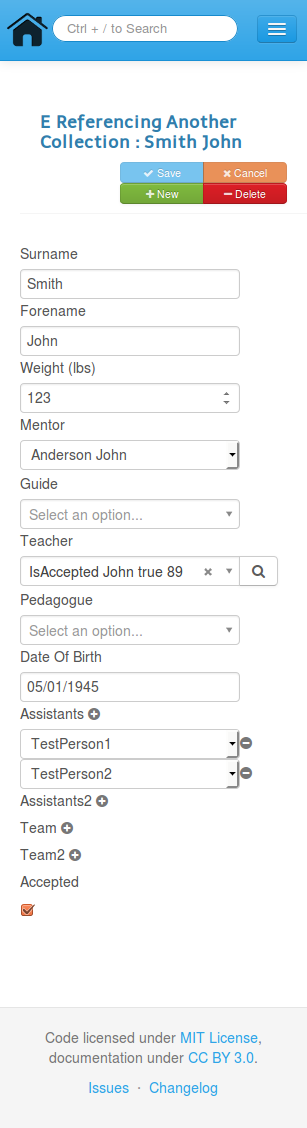 Ctrl + / to Search
E Referencing Another
Collection : Smith John
Save Cancel
New Delete
Surname
Smith
Forename
John
Weight (lbs)
123
Mentor
Anderson John
Guide
Select an option...
Teacher
IsAccepted John true 89
Pedagogue
Select an option...
Date Of Birth
05/01/1945
Assistants
TestPerson1
TestPerson2
Assistants2
Team
Team2
Accepted
Code licensed under MIT License,
documentation under CC BY 3.0.
Issues · Changelog